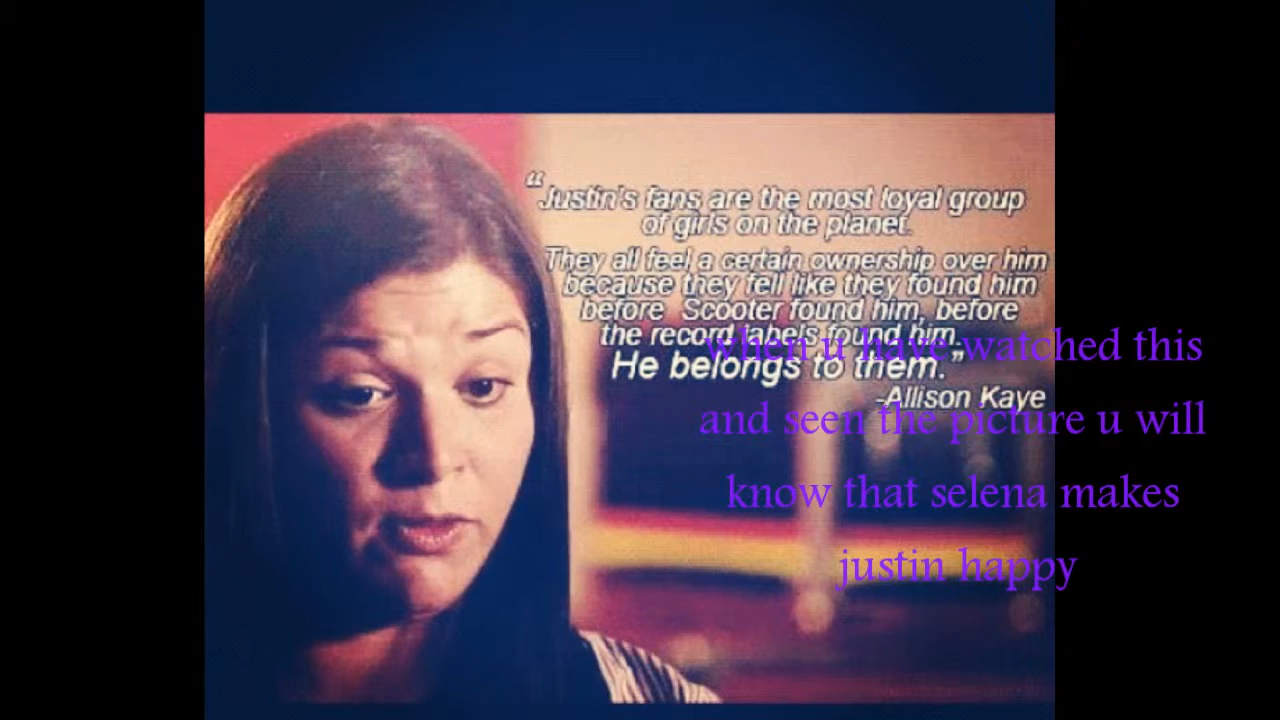 “Justin's fans are the most loyal group
of girls on the planet.
They all feel a certain ownership over him
because they fell like they found him
before Scooter found him, before
the record labels found him.
He belongs to them.”
-Allison Kaye
when u have watched this
and seen the picture u will
know that selena makes
justin happy